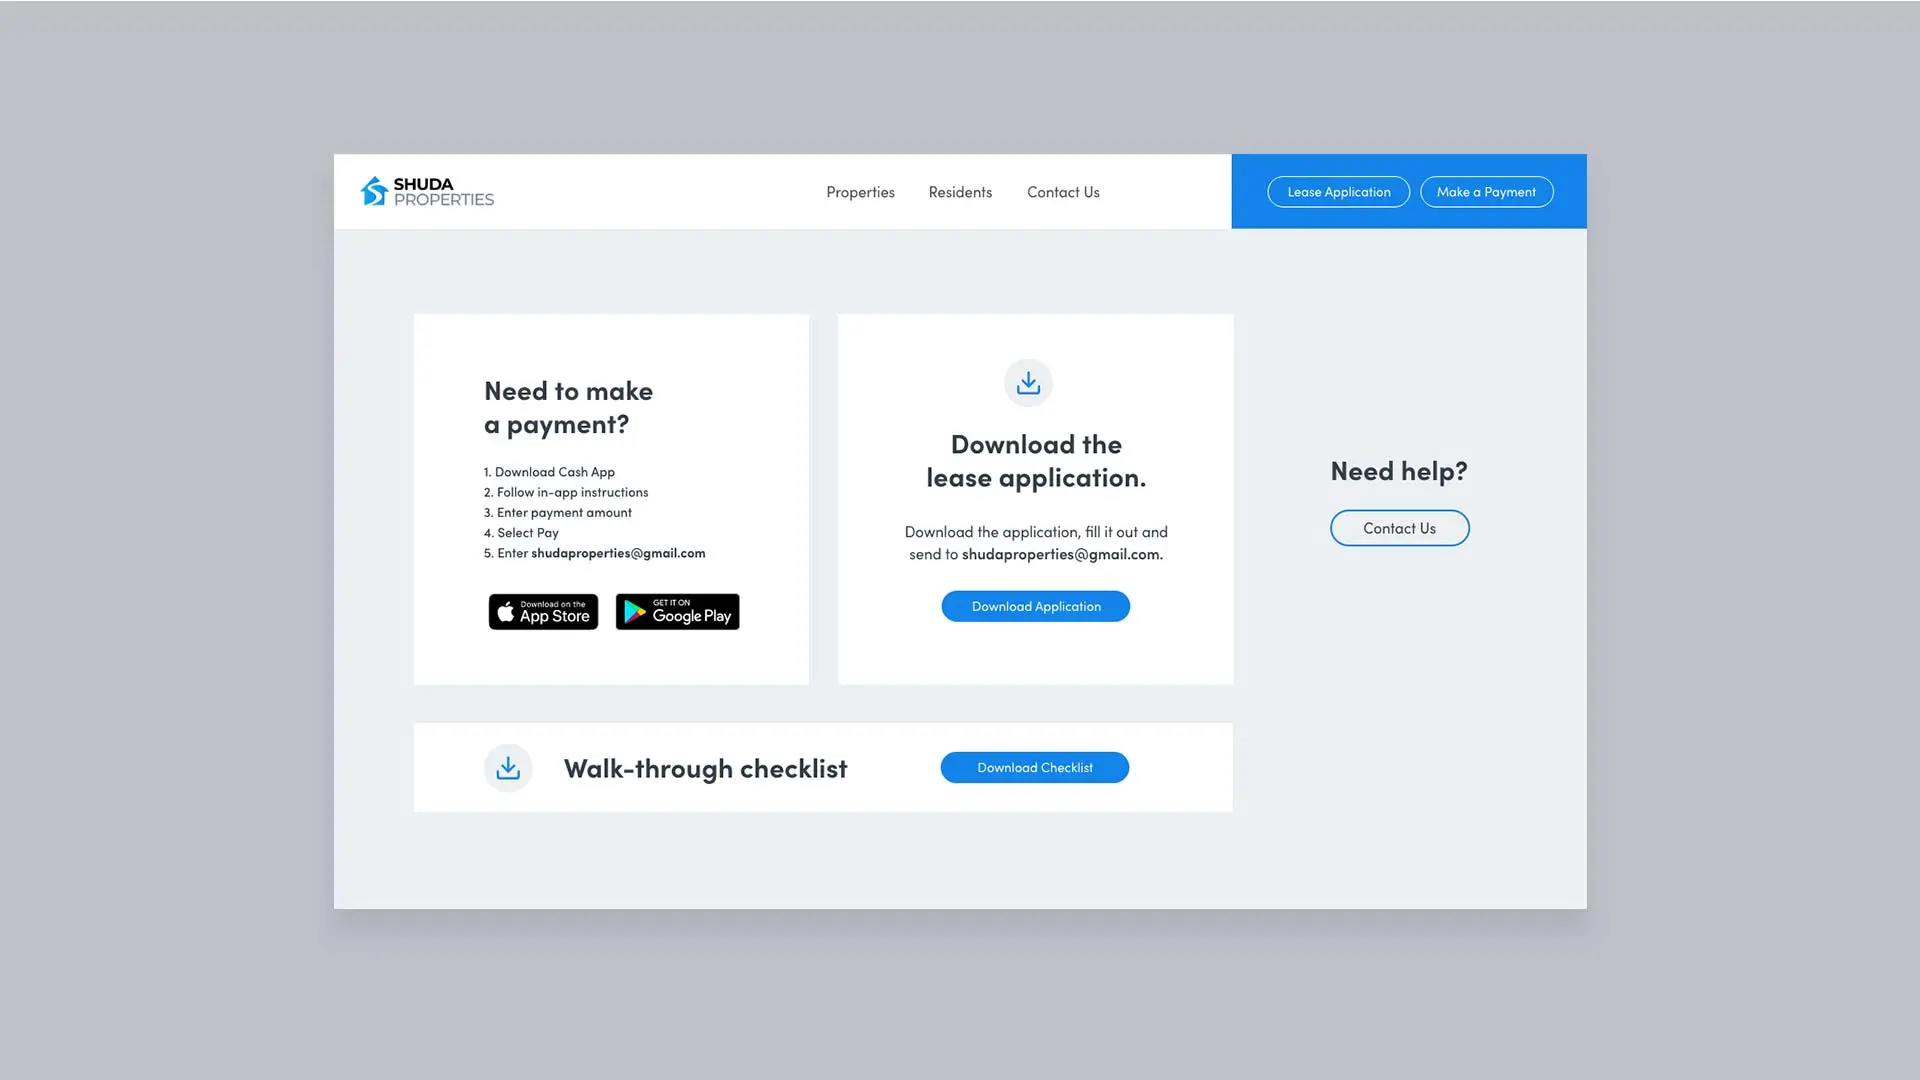 SHUDA
PROPERTIES
Properties
Residents
Contact Us
Lease Application
Make a Payment
Need to make
a payment?
1. Download Cash App
2. Follow in-app instructions
3. Enter payment amount
4. Select Pay
5. Enter shudaproperties@gmail.com
Download on the
App Store
GET IT ON
Google Play
Download the
lease application.
Download the application, fill it out and
send to shudaproperties@gmail.com.
Download Application
Need help?
Contact Us
Walk-through checklist
Download Checklist